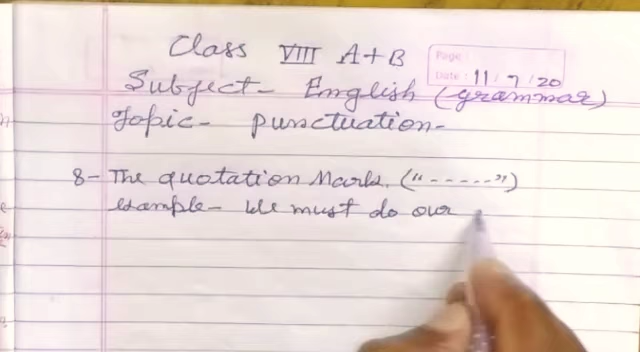 Class VIII A+B
Page:
Date: 11/7/20
Subject- English (grammar)
Topic- Punctuation-
8- The quotation Marks. ("-----")
Example- We must do our